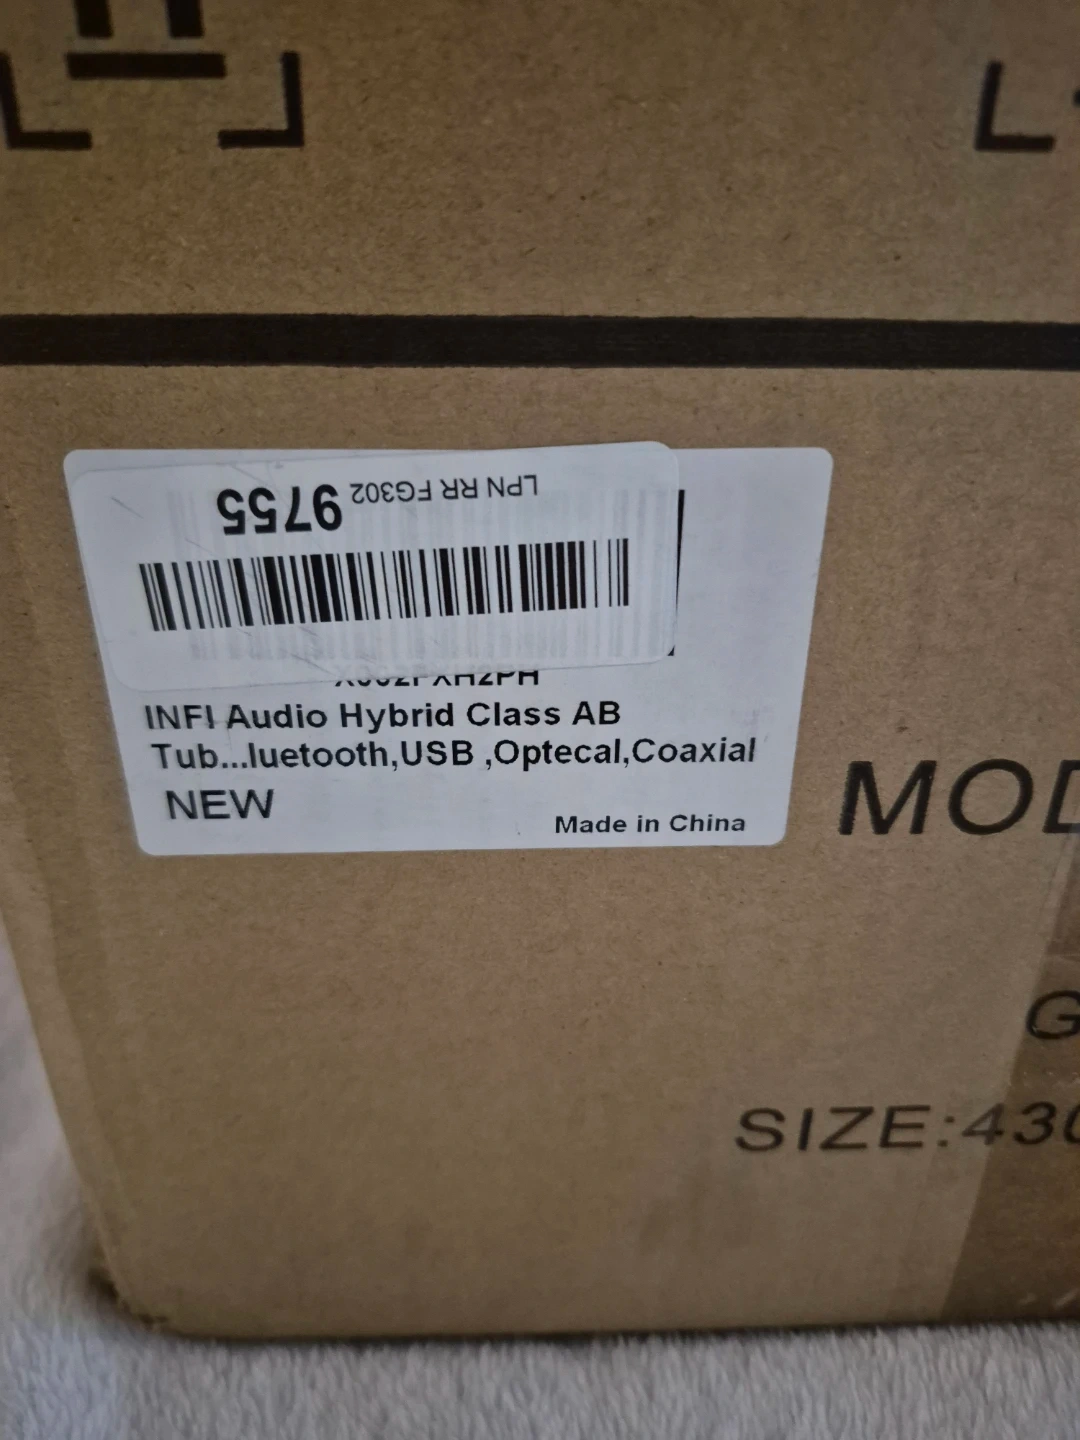 LPN RR FG302 9755
INFI Audio Hybrid Class AB
Tub...luetooth,USB ,Optecal,Coaxial
NEW
Made in China
MOD
G
SIZE:430